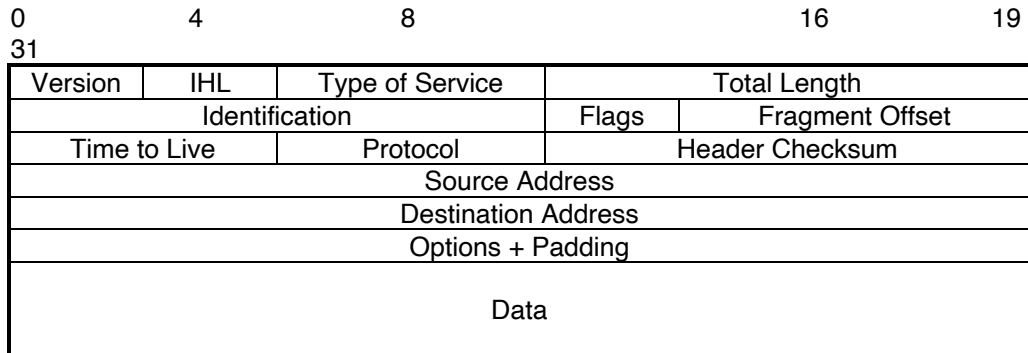 0 4 8 16 19
31
Version IHL Type of Service Total Length
Identification Flags Fragment Offset
Time to Live Protocol Header Checksum
Source Address
Destination Address
Options + Padding
Data